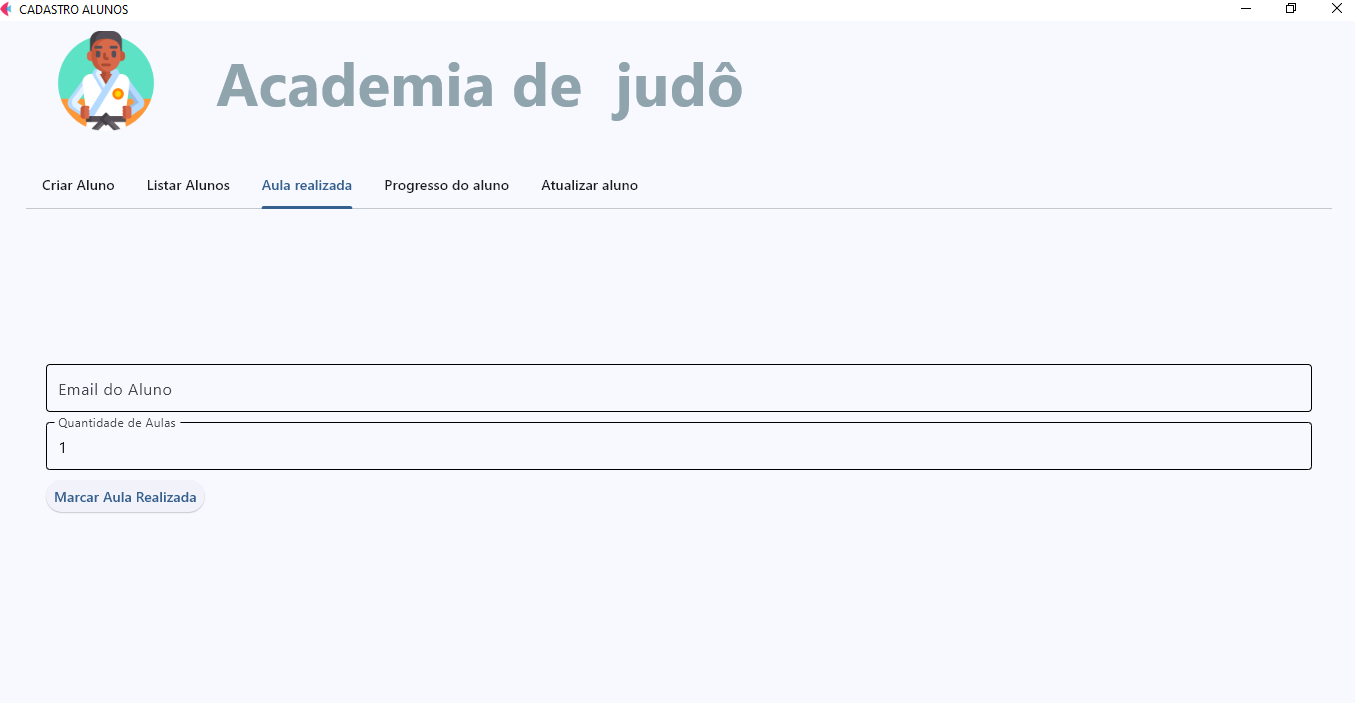 CADASTRO ALUNOS
Academia de judô
Criar Aluno Listar Alunos Aula realizada Progresso do aluno Atualizar aluno
Email do Aluno
Quantidade de Aulas
1
Marcar Aula Realizada